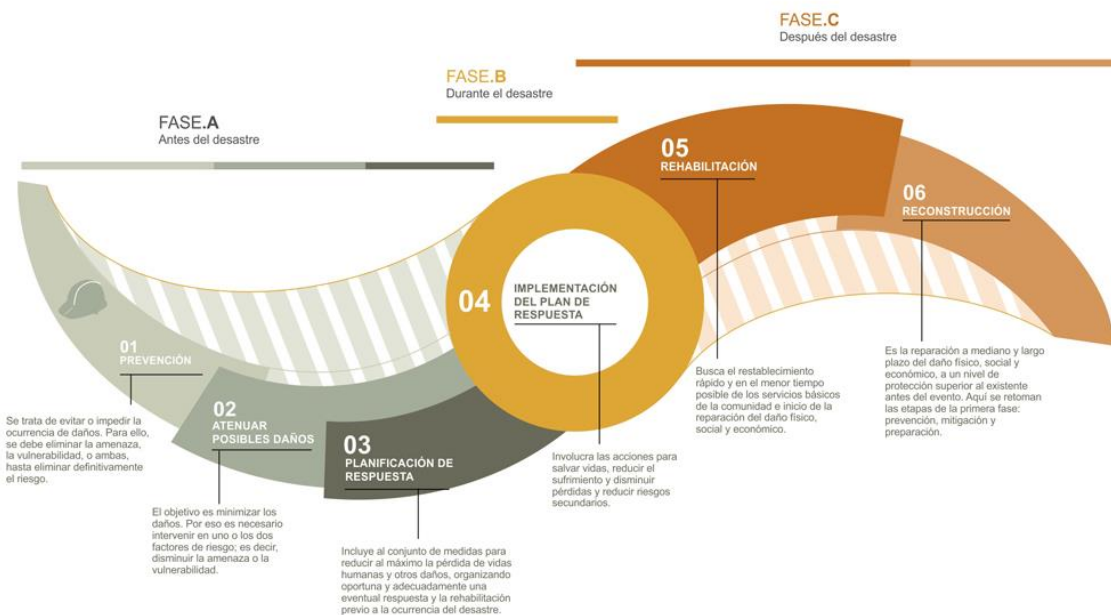 FASE.A
Antes del desastre
FASE.B
Durante el desastre
FASE.C
Después del desastre
01
PREVENCIÓN
Se trata de evitar o impedir la
ocurrencia de daños. Para ello,
se debe eliminar la amenaza,
la vulnerabilidad, o ambas,
hasta eliminar definitivamente
el riesgo.
02
ATENUAR
POSIBLES DAÑOS
El objetivo es minimizar los
daños. Por eso es necesario
intervenir en uno o los dos
factores de riesgo; es decir,
disminuir la amenaza o la
vulnerabilidad.
03
PLANIFICACIÓN DE
RESPUESTA
Incluye al conjunto de medidas para
reducir al máximo la pérdida de vidas
humanas y otros daños, organizando
oportuna y adecuadamente una
eventual respuesta y la rehabilitación
previo a la ocurrencia del desastre.
04
IMPLEMENTACIÓN
DEL PLAN DE
RESPUESTA
Involucra las acciones para
salvar vidas, reducir el
sufrimiento y disminuir
pérdidas y reducir riesgos
secundarios.
05
REHABILITACIÓN
Busca el restablecimiento
rápido y en el menor tiempo
posible de los servicios básicos
de la comunidad e inicio de la
reparación del daño físico,
social y económico.
06
RECONSTRUCCIÓN
Es la reparación a mediano y largo
plazo del daño físico, social y
económico, a un nivel de
protección superior al existente
antes del evento. Aquí se retoman
las etapas de la primera fase:
prevención, mitigación y
preparación.